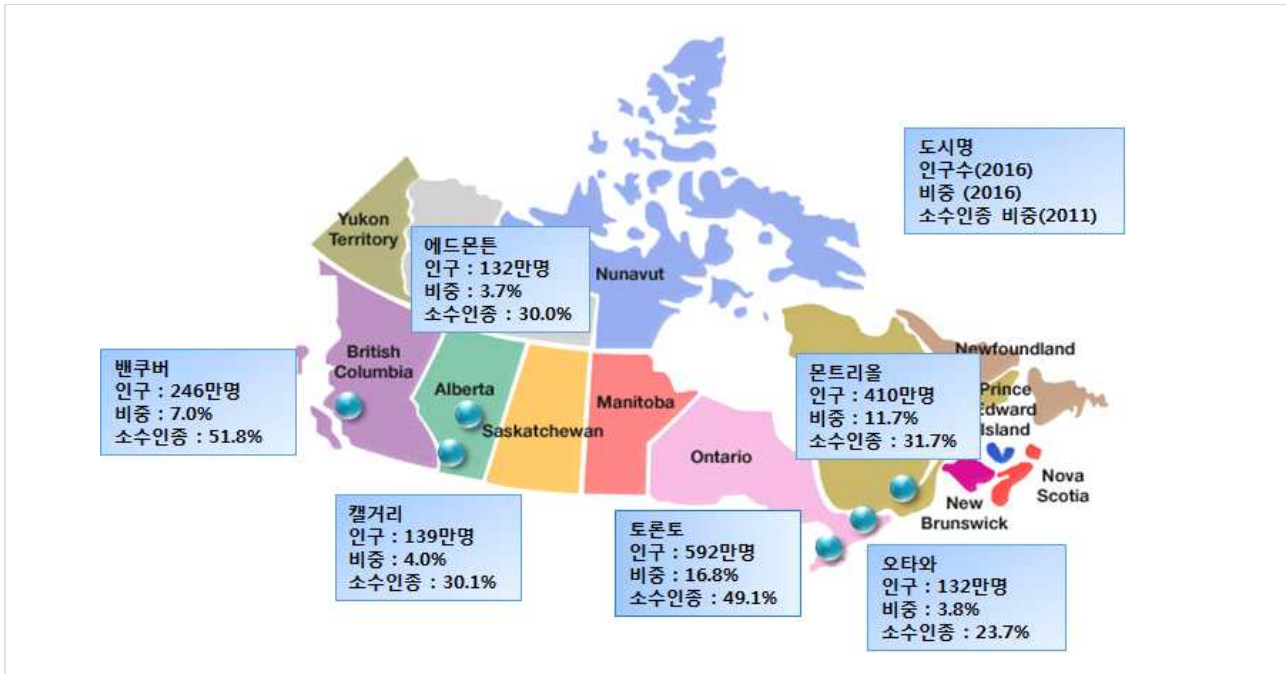 도시명
인구수(2016)
비중 (2016)
소수인종 비중(2011)
Yukon
Territory
에드몬튼
인구 : 132만명
비중 : 3.7%
소수인종 : 30.0%
Nunavut
밴쿠버
인구 : 246만명
비중 : 7.0%
소수인종 : 51.8%
British
Columbia
Alberta
Saskatchewan
Manitoba
Ontario
몬트리올
인구 : 410만명
비중 : 11.7%
소수인종 : 31.7%
Newfoundland
Prince
Edward
Island
Nova
Scotia
New
Brunswick
캘거리
인구 : 139만명
비중 : 4.0%
소수인종 : 30.1%
토론토
인구 : 592만명
비중 : 16.8%
소수인종 : 49.1%
오타와
인구 : 132만명
비중 : 3.8%
소수인종 : 23.7%